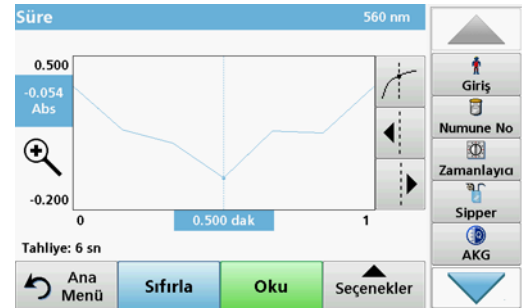 Süre 560 nm
0.500
-0.054
Abs
-0.200
0 0.500 dak 1
Tahliye: 6 sn
Ana
Menü
Sıfırla
Oku
Seçenekler
Giriş
Numune No
Zamanlayıcı
Sipper
AKG